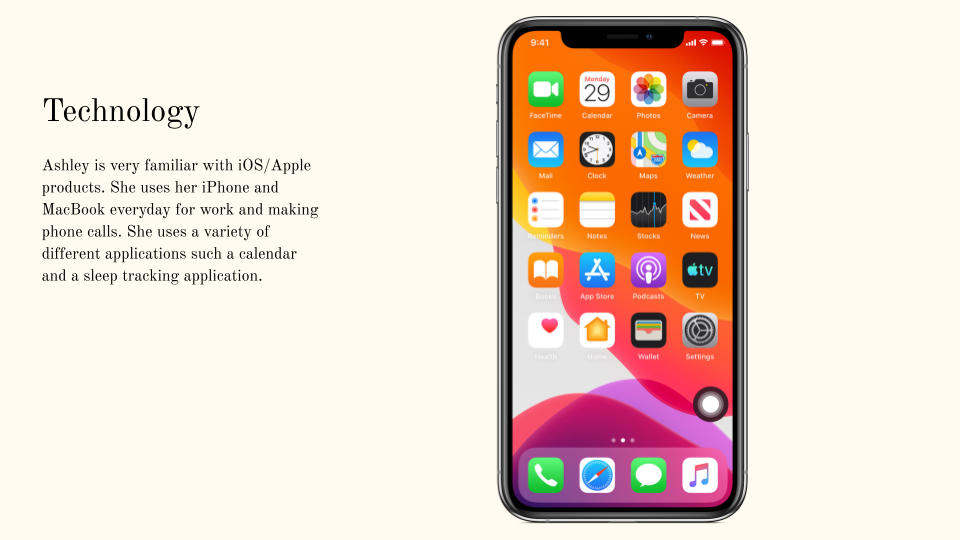 Technology
Ashley is very familiar with iOS/Apple
products. She uses her iPhone and
MacBook everyday for work and making
phone calls. She uses a variety of
different applications such a calendar
and a sleep tracking application.
9:41
Monday
29
FaceTime Calendar Photos Camera
Mail Clock Maps Weather
Reminders Notes Stocks News
tv
Books App Store Podcasts TV
Health Home Wallet Settings